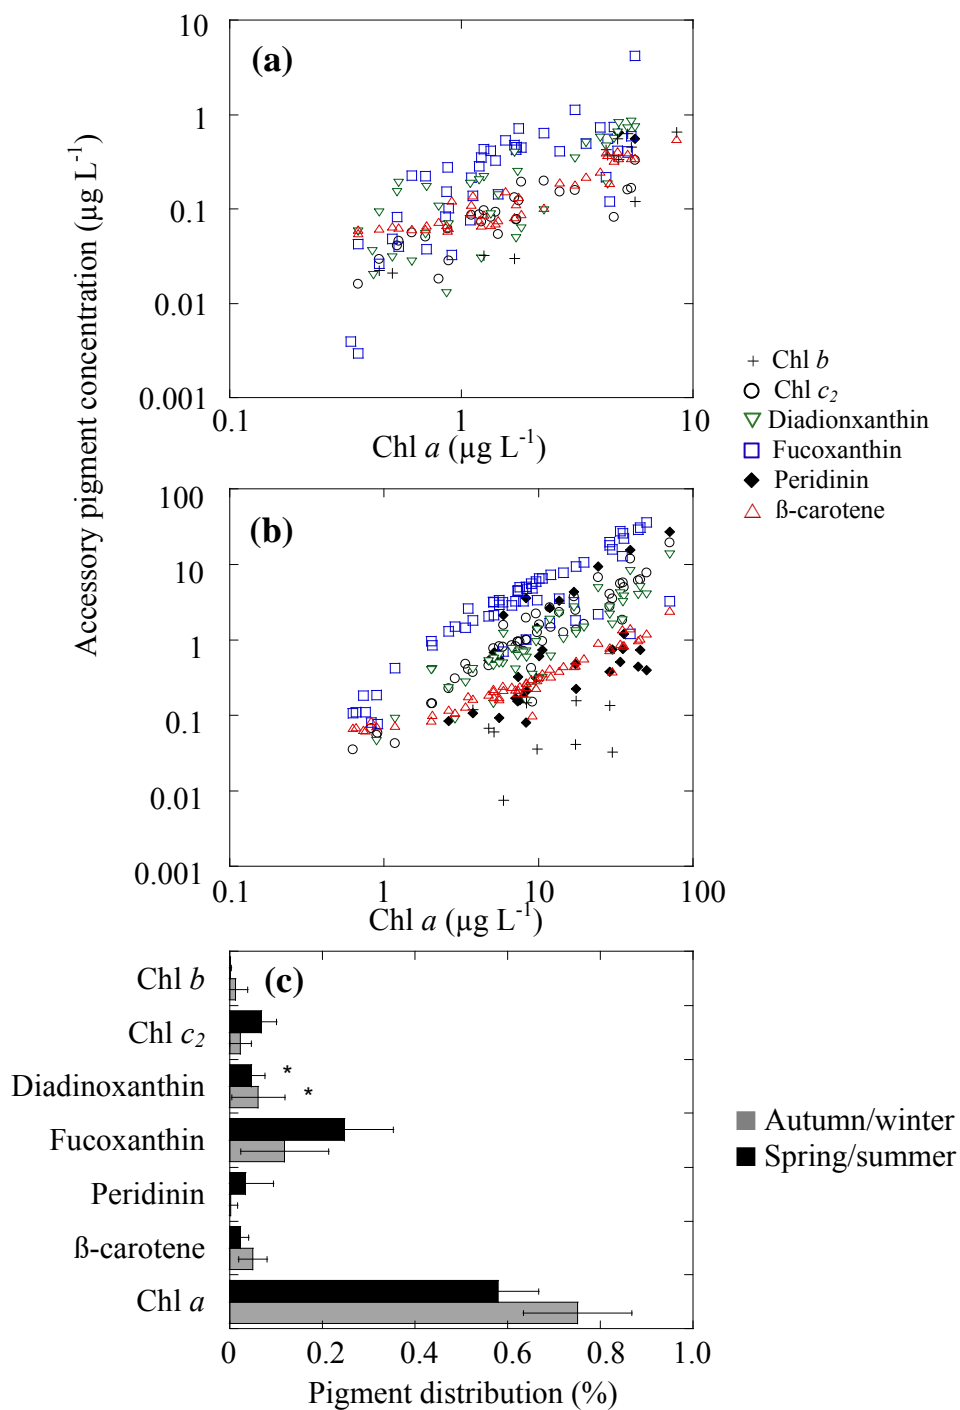 Accessory pigment concentration (µg L-1)
(a)
10
1
0.1
0.01
0.001
0.1
1
10
Chl a (µg L-1)
+ Chl b
Chl c2
Diadionxanthin
Fucoxanthin
Peridinin
ß-carotene
(b)
100
10
1
0.1
0.01
0.001
0.1
1
10
100
Chl a (µg L-1)
(c)
Chl b
Chl c2
Diadinoxanthin
*
*
Fucoxanthin
Peridinin
ß-carotene
Chl a
0
0.2
0.4
0.6
0.8
1.0
Pigment distribution (%)
Autumn/winter
Spring/summer